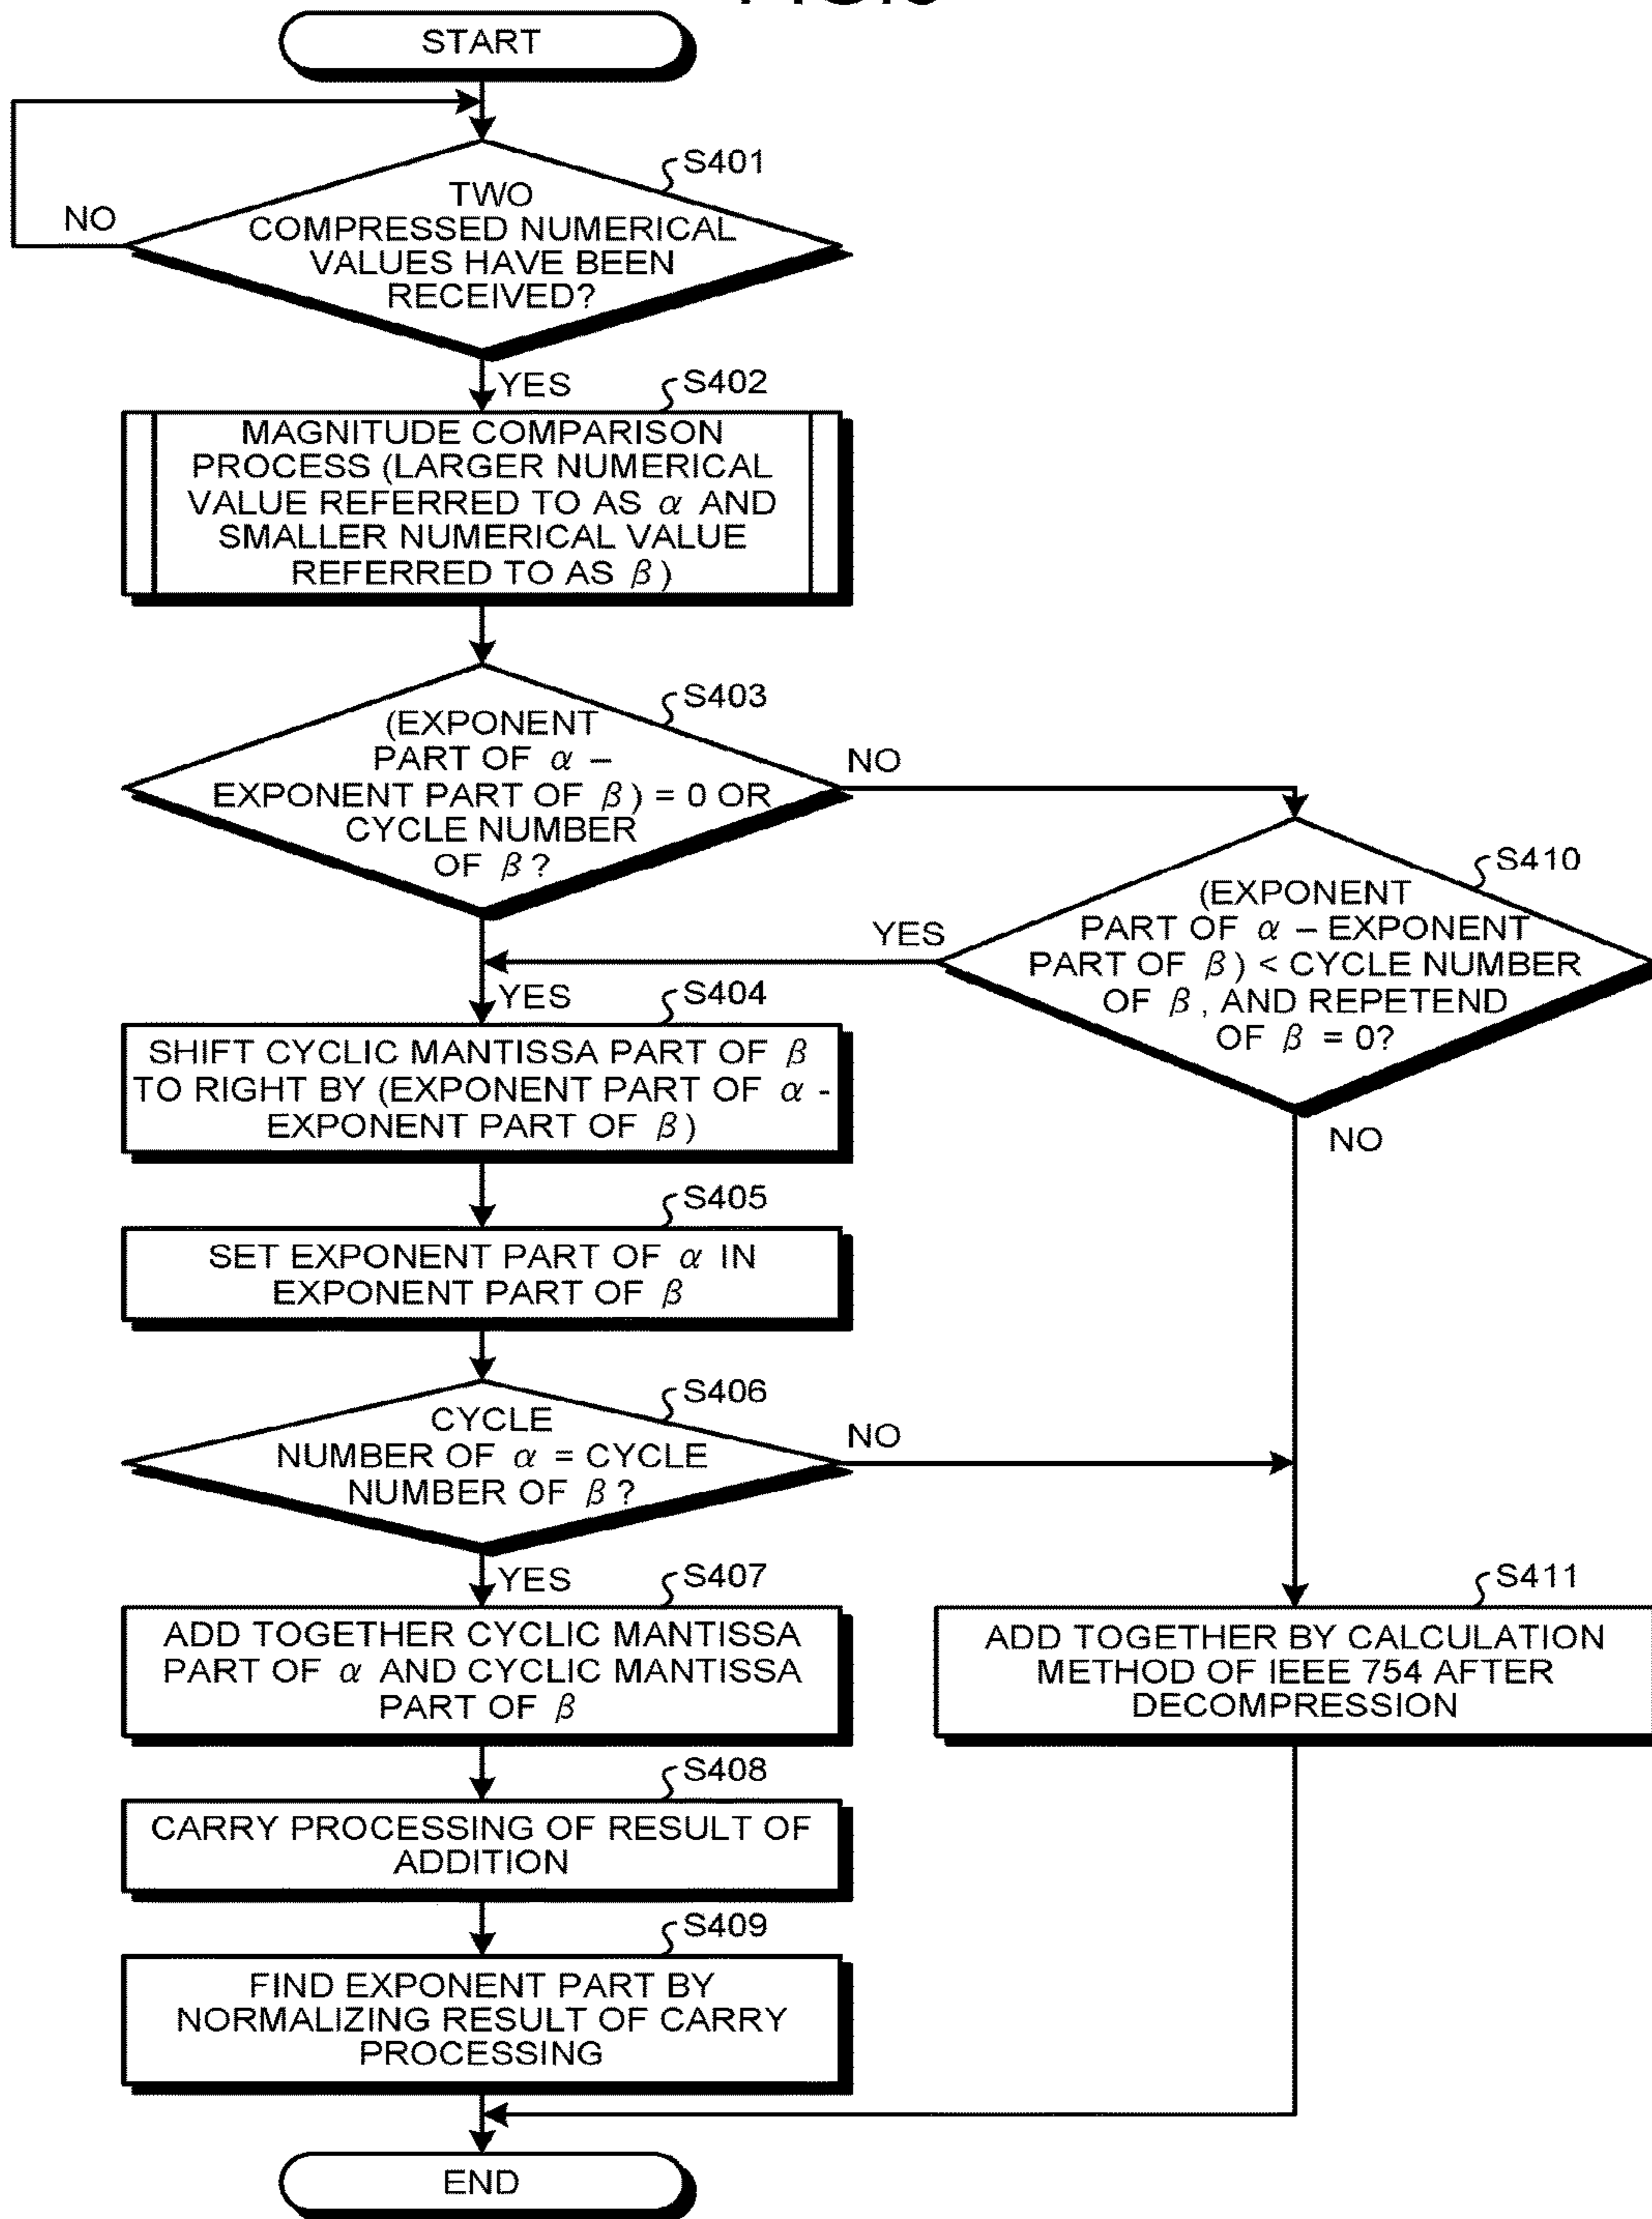 START
S401
TWO
COMPRESSED NUMERICAL
VALUES HAVE BEEN
RECEIVED?
NO
YES
S402
MAGNITUDE COMPARISON
PROCESS (LARGER NUMERICAL
VALUE REFERRED TO AS α AND
SMALLER NUMERICAL VALUE
REFERRED TO AS β)
S403
(EXPONENT
PART OF α –
EXPONENT PART OF β) = 0 OR
CYCLE NUMBER
OF β?
NO
S410
(EXPONENT
PART OF α – EXPONENT
PART OF β) < CYCLE NUMBER
OF β, AND REPETEND
OF β = 0?
YES
NO
YES
S404
SHIFT CYCLIC MANTISSA PART OF β
TO RIGHT BY (EXPONENT PART OF α -
EXPONENT PART OF β)
S405
SET EXPONENT PART OF α IN
EXPONENT PART OF β
S406
CYCLE
NUMBER OF α = CYCLE
NUMBER OF β?
NO
YES
S407
ADD TOGETHER CYCLIC MANTISSA
PART OF α AND CYCLIC MANTISSA
PART OF β
S411
ADD TOGETHER BY CALCULATION
METHOD OF IEEE 754 AFTER
DECOMPRESSION
S408
CARRY PROCESSING OF RESULT OF
ADDITION
S409
FIND EXPONENT PART BY
NORMALIZING RESULT OF CARRY
PROCESSING
END